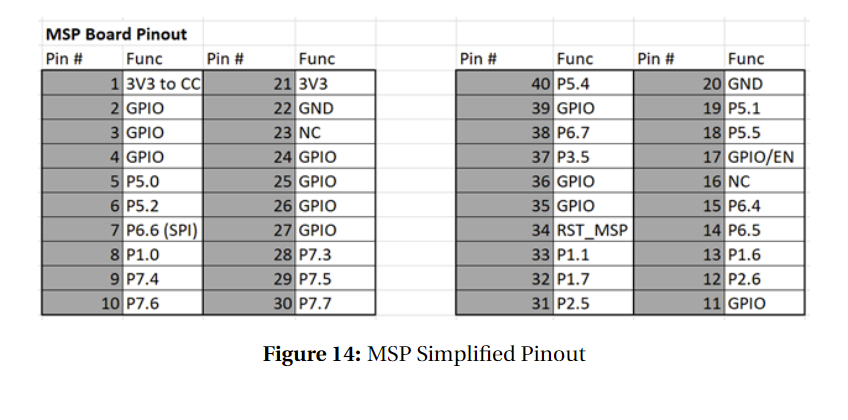 MSP Board Pinout
Pin # Func Pin # Func Pin # Func Pin # Func
1 3V3 to CC 21 3V3 40 P5.4 20 GND
2 GPIO 22 GND 39 GPIO 19 P5.1
3 GPIO 23 NC 38 P6.7 18 P5.5
4 GPIO 24 GPIO 37 P3.5 17 GPIO/EN
5 P5.0 25 GPIO 36 GPIO 16 NC
6 P5.2 26 GPIO 35 GPIO 15 P6.4
7 P6.6 (SPI) 27 GPIO 34 RST_MSP 14 P6.5
8 P1.0 28 P7.3 33 P1.1 13 P1.6
9 P7.4 29 P7.5 32 P1.7 12 P2.6
10 P7.6 30 P7.7 31 P2.5 11 GPIO
Figure 14: MSP Simplified Pinout